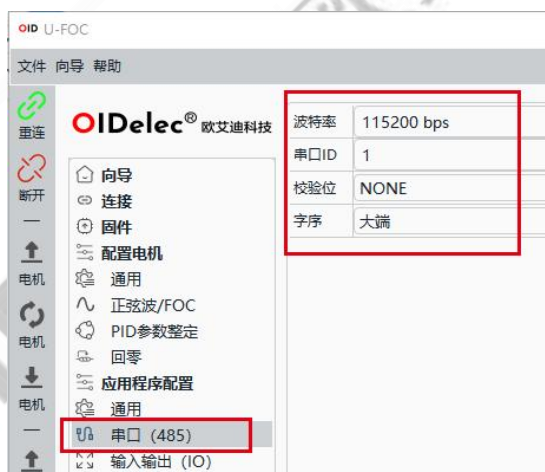 OID U-FOC
文件 向导 帮助
重连
断开
电机
电机
电机
OIDelec® 欧艾迪科技
向导
连接
固件
配置电机
通用
正弦波/FOC
PID参数整定
回零
应用程序配置
通用
串口（485）
输入输出（IO）
波特率 115200 bps
串口ID 1
校验位 NONE
字序 大端